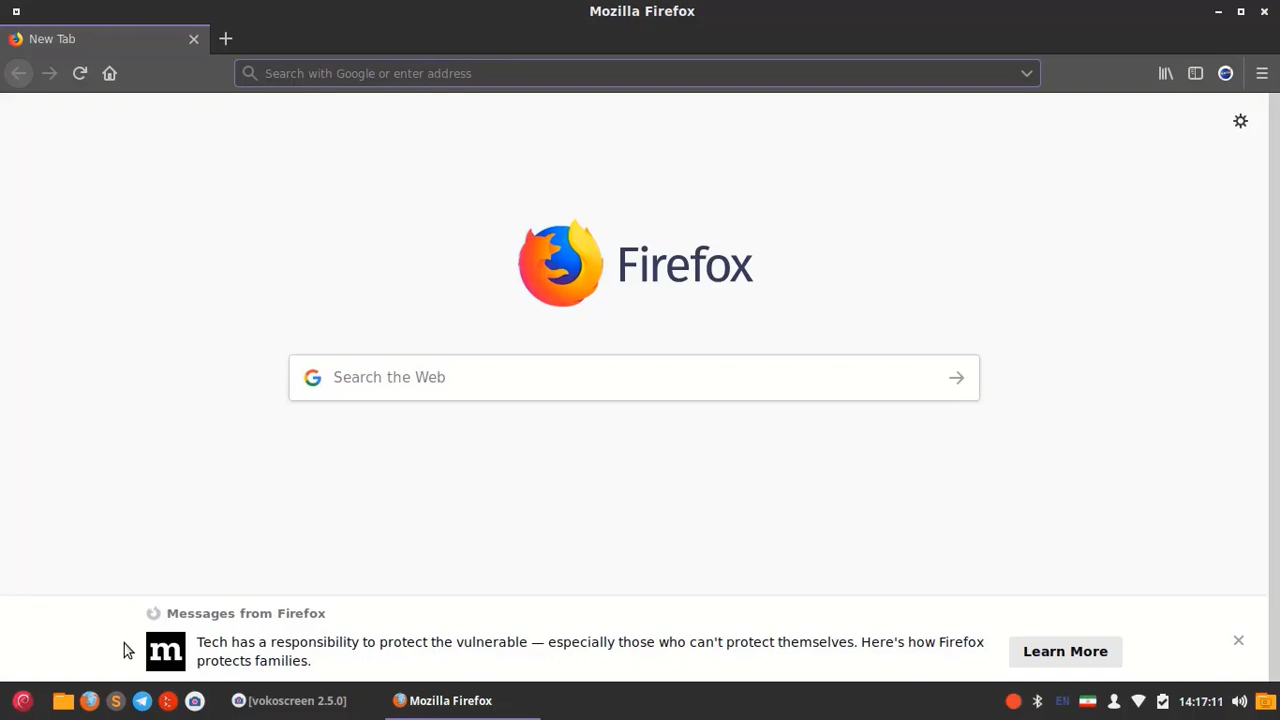 Mozilla Firefox
New Tab
Search with Google or enter address
Firefox
Search the Web
Messages from Firefox
m
Tech has a responsibility to protect the vulnerable — especially those who can't protect themselves. Here's how Firefox
protects families.
Learn More
[vokoscreen 2.5.0]
Mozilla Firefox
EN
14:17:11